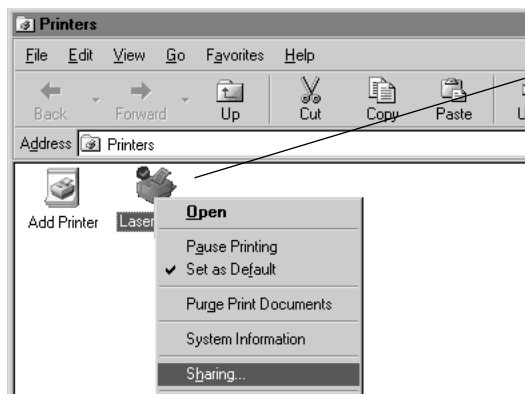 Printers
File Edit View Go Favorites Help
Back Forward Up Cut Copy Paste
Address Printers
Add Printer Laser
Open
Pause Printing
Set as Default
Purge Print Documents
System Information
Sharing...